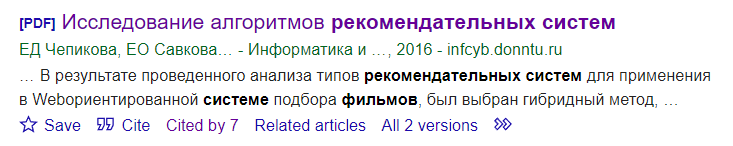 [PDF] Исследование алгоритмов рекомендательных систем
ЕД Чепикова, ЕО Савкова… - Информатика и …, 2016 - infcyb.donntu.ru
… В результате проведенного анализа типов рекомендательных систем для применения
в Webориентированной системе подбора фильмов, был выбран гибридный метод, …
Save Cite Cited by 7 Related articles All 2 versions